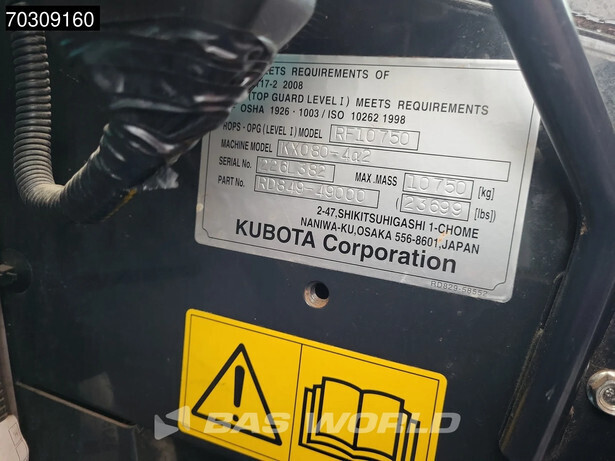 70309160
MEETS REQUIREMENTS OF
17-2 2008
(TOP GUARD LEVEL I) MEETS REQUIREMENTS
OSHA 1926・1003/ISO 10262 1998
ROPS・OPG (LEVEL I) MODEL RF10750
MACHINE MODEL KX080-4α2
SERIAL NO. MAX.MASS 10750 [kg]
PART NO. RD849-49000 (23699) [lbs]
2-47,SHIKITSUHIGASHI 1-CHOME
NANIWA-KU,OSAKA 556-8601,JAPAN
KUBOTA Corporation
RD829-58552
BAS WORLD